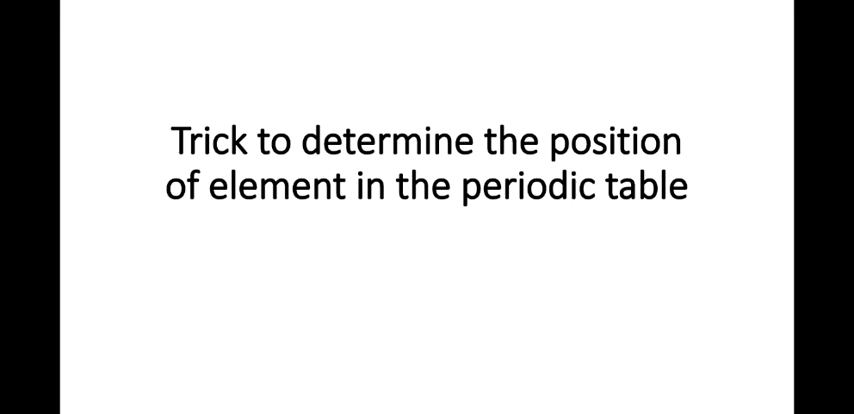 Trick to determine the position
of element in the periodic table